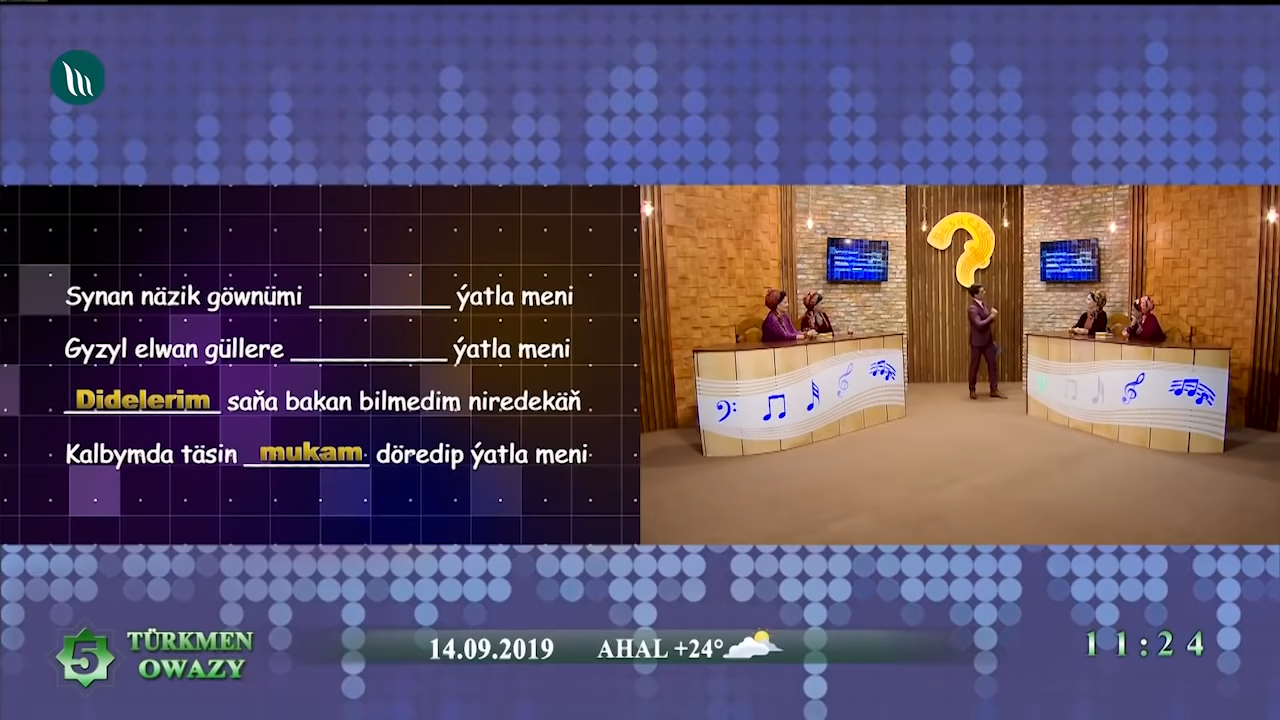 Synan näzik göwnümi ___________ ýatla meni
Gyzyl elwan güllere ____________ ýatla meni
Didelerim saňa bakan bilmedim niredekäň
Kalbymda täsin mukam döredip ýatla meni
5 TÜRKMEN OWAZY
14.09.2019 AHAL +24°
11:24